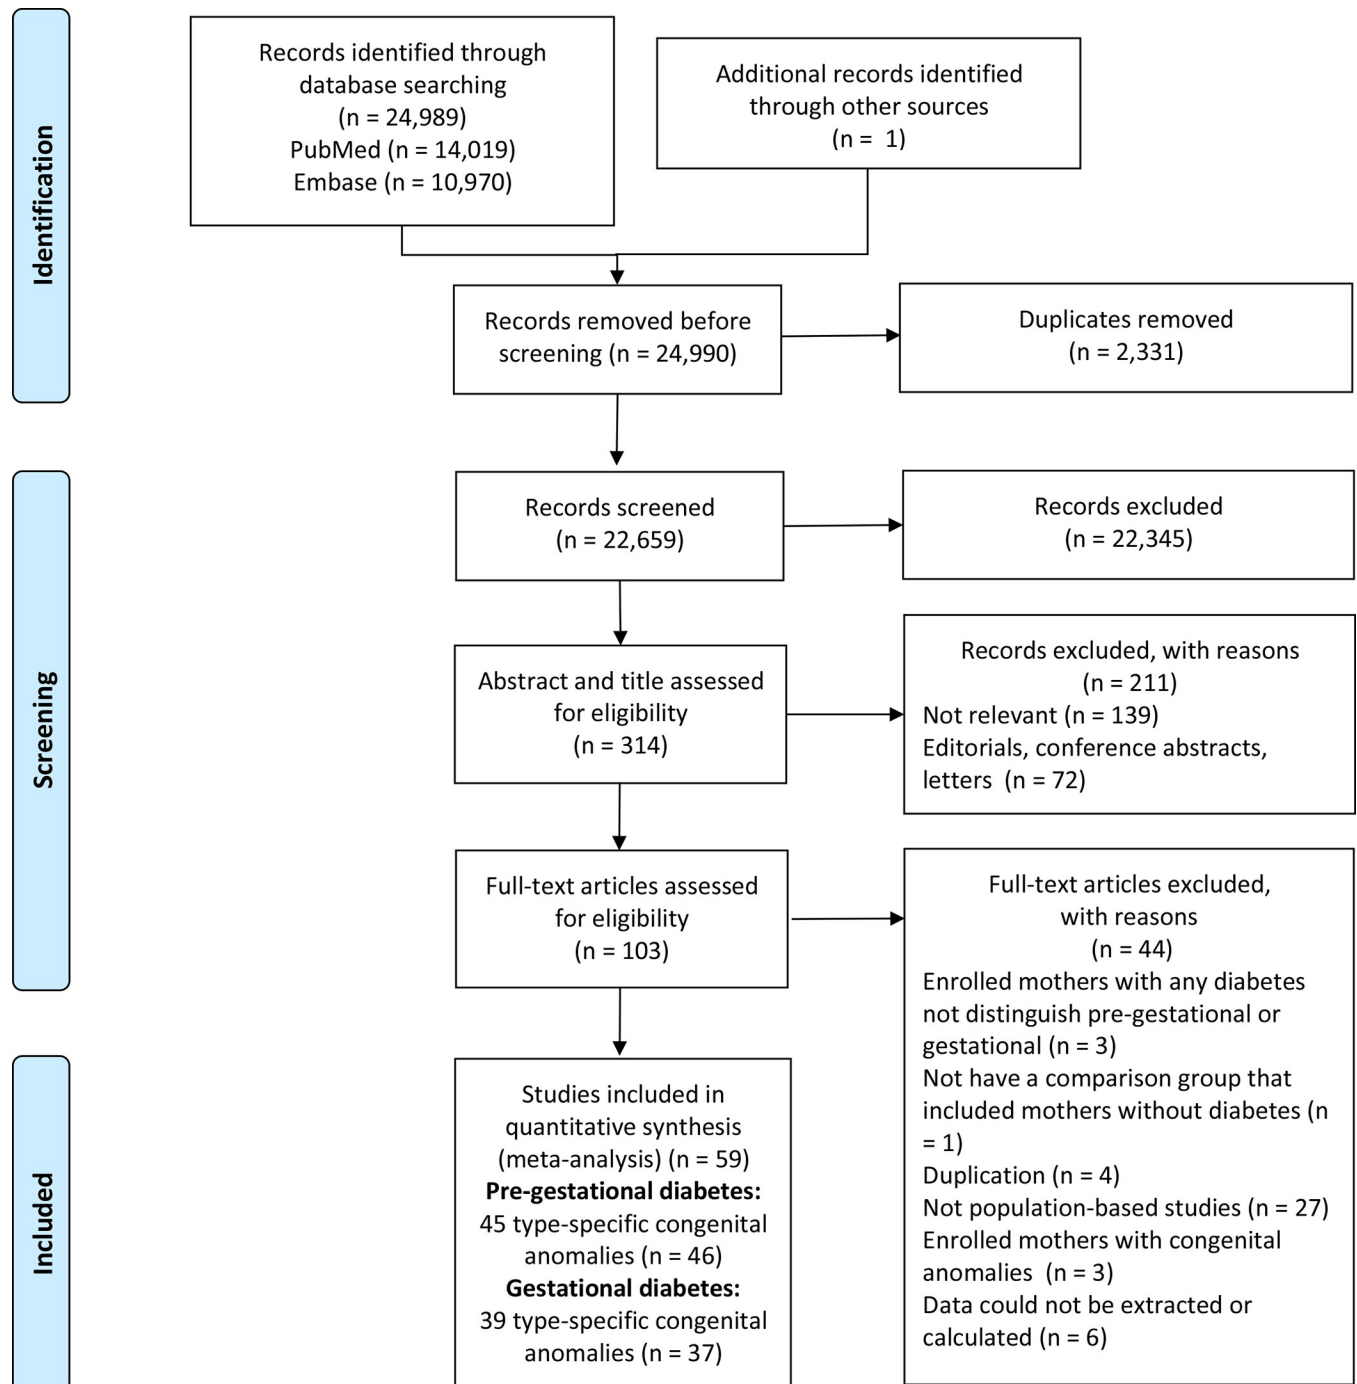 Identification
Records identified through
database searching
(n = 24,989)
PubMed (n = 14,019)
Embase (n = 10,970)
Additional records identified
through other sources
(n =  1)
Records removed before
screening (n = 24,990)
Duplicates removed
(n = 2,331)
Screening
Records screened
(n = 22,659)
Records excluded
(n = 22,345)
Abstract and title assessed
for eligibility
(n = 314)
Records excluded, with reasons
(n = 211)
Not relevant (n = 139)
Editorials, conference abstracts,
letters  (n = 72)
Full-text articles assessed
for eligibility
(n = 103)
Full-text articles excluded,
with reasons
(n = 44)
Enrolled mothers with any diabetes
not distinguish pre-gestational or
gestational (n = 3)
Not have a comparison group that
included mothers without diabetes (n
= 1)
Duplication (n = 4)
Not population-based studies (n = 27)
Enrolled mothers with congenital
anomalies  (n = 3)
Data could not be extracted or
calculated (n = 6)
Included
Studies included in
quantitative synthesis
(meta-analysis) (n = 59)
Pre-gestational diabetes:
45 type-specific congenital
anomalies (n = 46)
Gestational diabetes:
39 type-specific congenital
anomalies (n = 37)